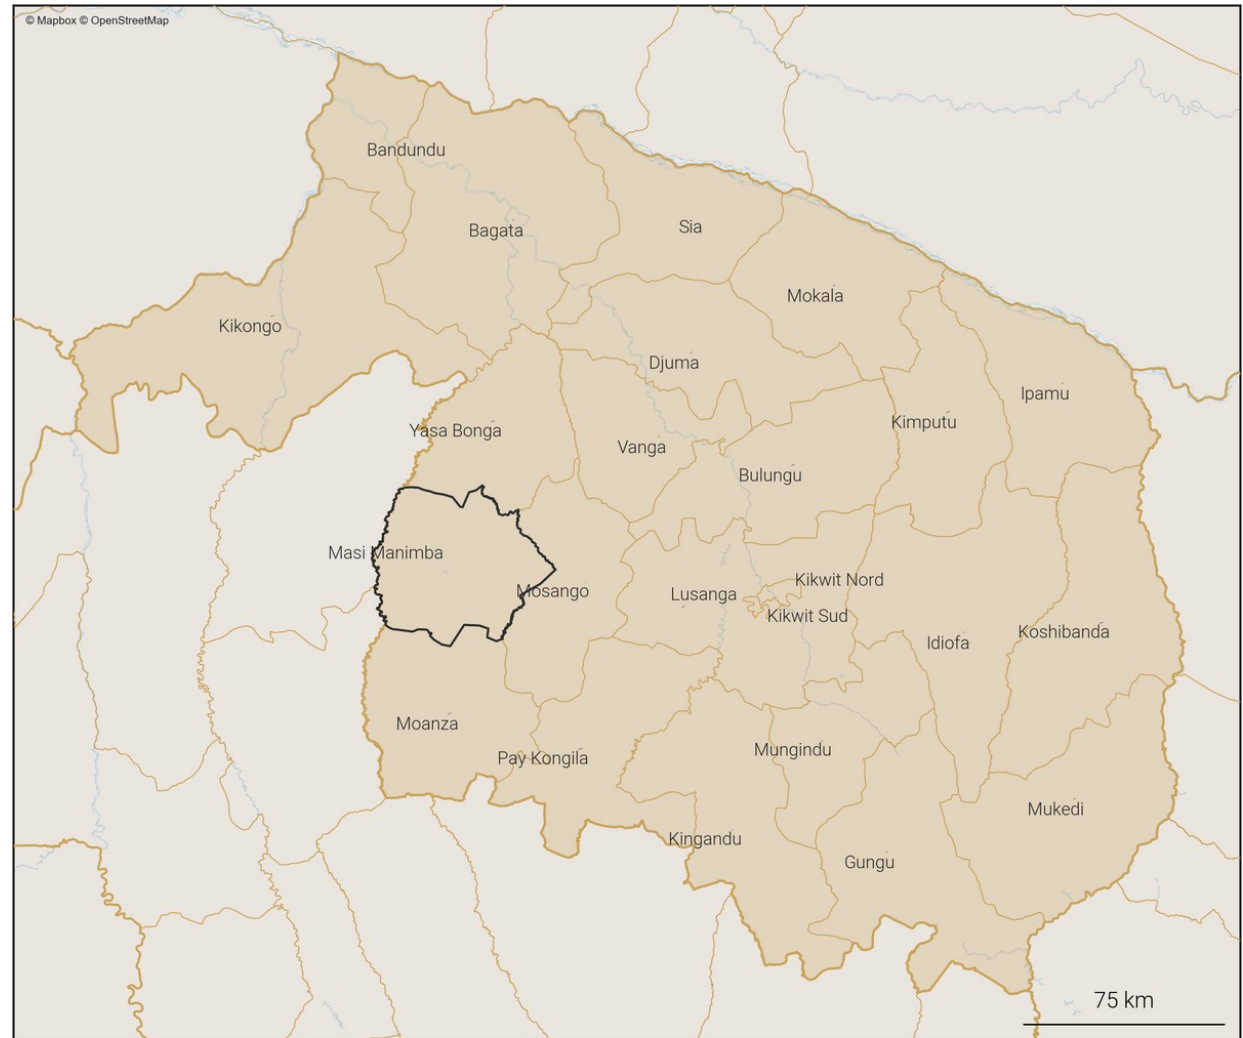 © Mapbox © OpenStreetMap
Bandundu
Bagata
Sia
Mokala
Kikongo
Djuma
Ipamu
Kimputu
Yasa Bonga
Vanga
Bulungu
Masi Manimba
Kikwit Nord
Mosango
Lusanga
Kikwit Sud
Koshibanda
Idiofa
Moanza
Mungindu
Pay Kongila
Mukedi
Kingandu
Gungu
75 km